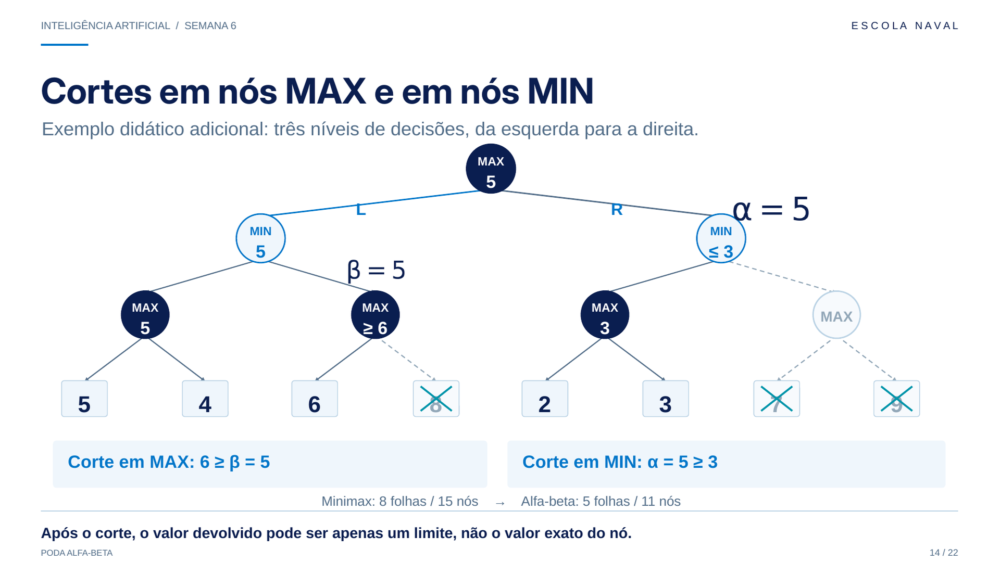 INTELIGÊNCIA ARTIFICIAL / SEMANA 6
ESCOLA NAVAL
Cortes em nós MAX e em nós MIN
Exemplo didático adicional: três níveis de decisões, da esquerda para a direita.
MAX
5
L
R
α = 5
MIN
5
MIN
≤ 3
β = 5
MAX
5
MAX
≥ 6
MAX
3
MAX
5
4
6
8
2
3
7
9
Corte em MAX: 6 ≥ β = 5
Corte em MIN: α = 5 ≥ 3
Minimax: 8 folhas / 15 nós → Alfa-beta: 5 folhas / 11 nós
Após o corte, o valor devolvido pode ser apenas um limite, não o valor exato do nó.
PODA ALFA-BETA
14 / 22